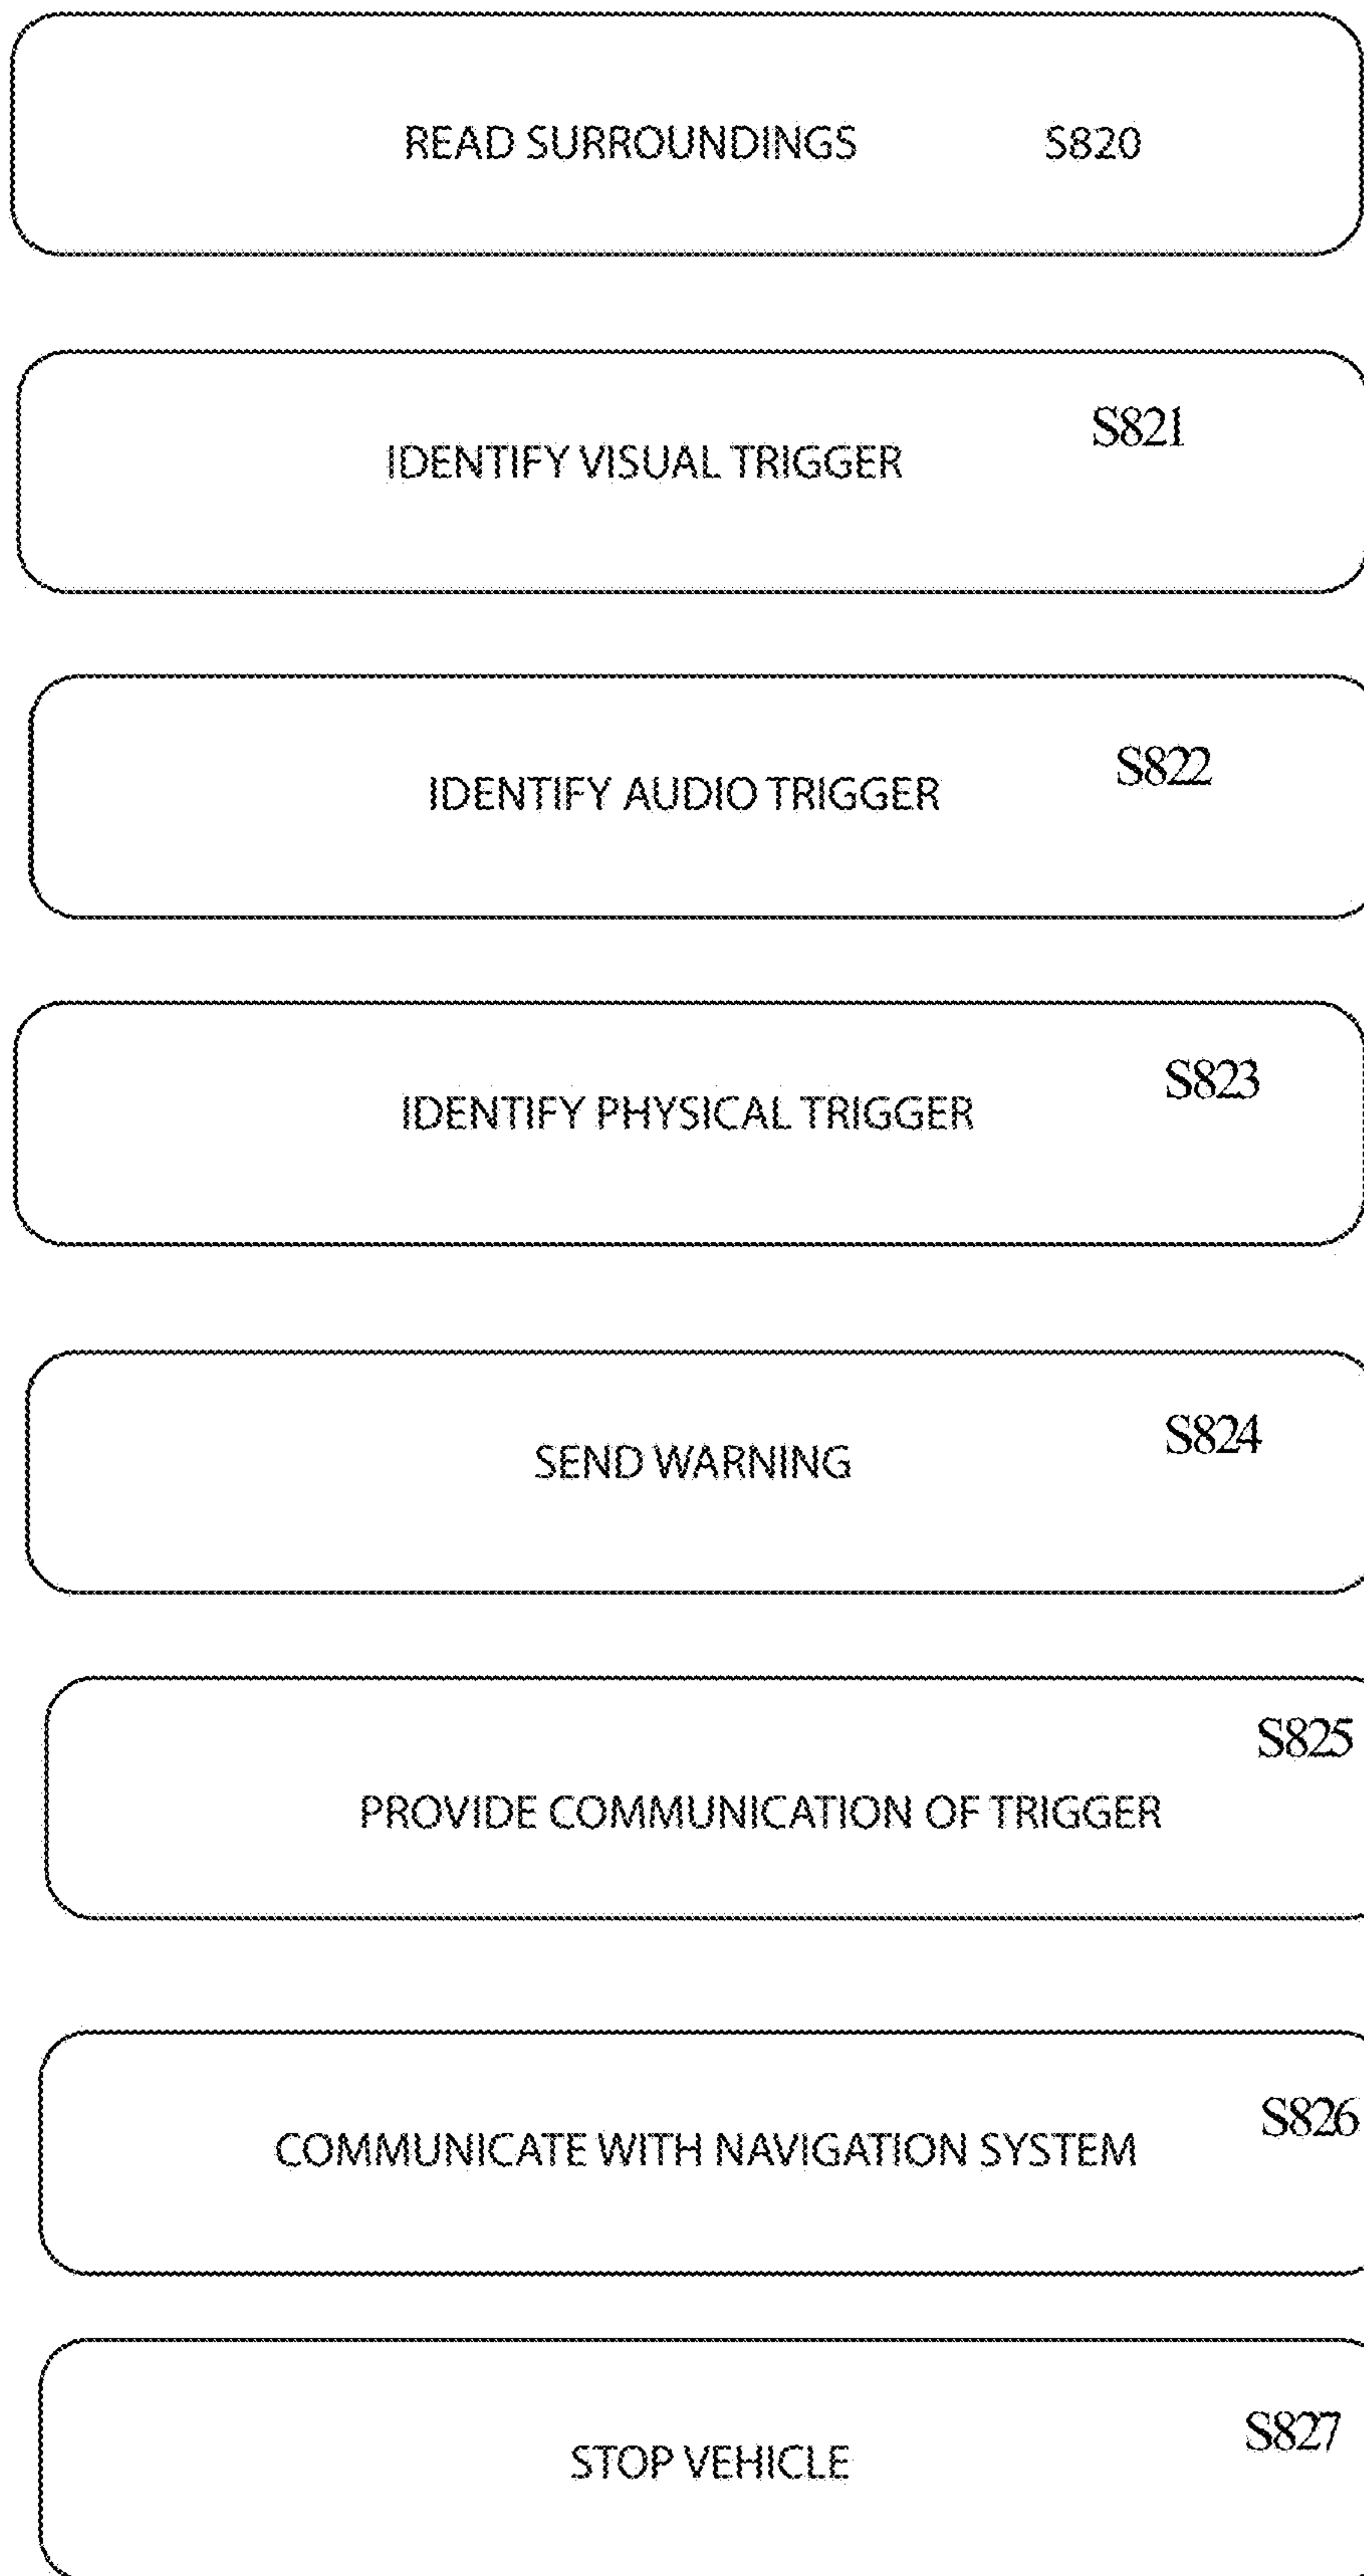 READ SURROUNDINGS S820
S821
IDENTIFY VISUAL TRIGGER
S822
IDENTIFY AUDIO TRIGGER
S823
IDENTIFY PHYSICAL TRIGGER
S824
SEND WARNING
S825
PROVIDE COMMUNICATION OF TRIGGER
S826
COMMUNICATE WITH NAVIGATION SYSTEM
S827
STOP VEHICLE